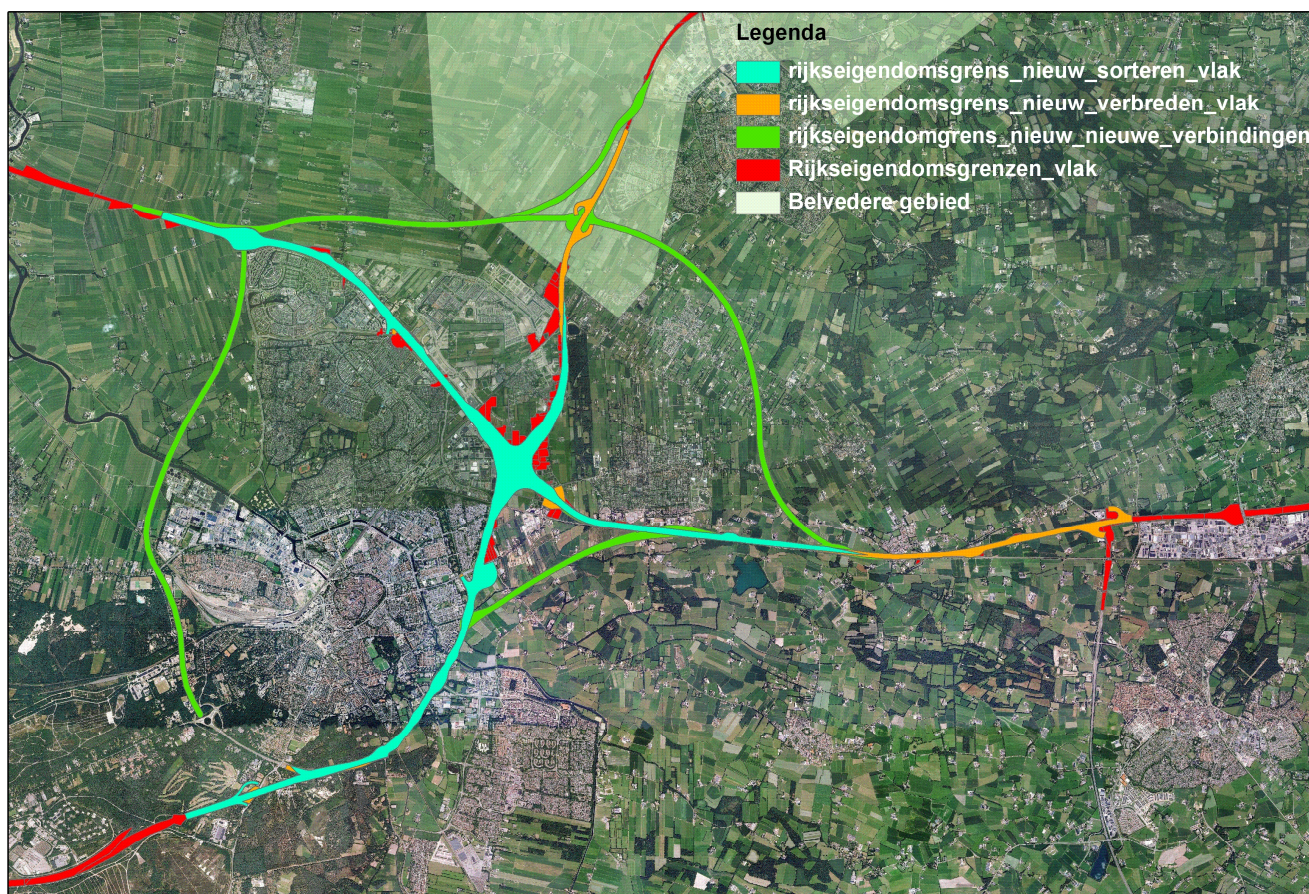 Legenda
rijkseigendomsgrens_nieuw_sorteren_vlak
rijkseigendomsgrens_nieuw_verbreden_vlak
rijkseigendomgrens_nieuw_nieuwe_verbindingen
Rijkseigendomsgrenzen_vlak
Belvedere gebied